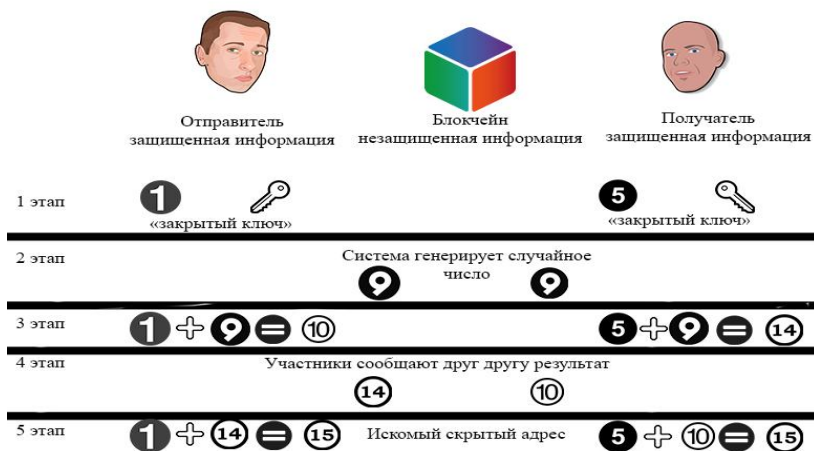 Отправитель
защищенная информация
Блокчейн
незащищенная информация
Получатель
защищенная информация
1 этап
1
«закрытый ключ»
5
«закрытый ключ»
2 этап
Система генерирует случайное
число
9 9
3 этап
1 + 9 = 10
5 + 9 = 14
4 этап
Участники сообщают друг другу результат
14 10
5 этап
1 + 14 = 15
Искомый скрытый адрес
5 + 10 = 15